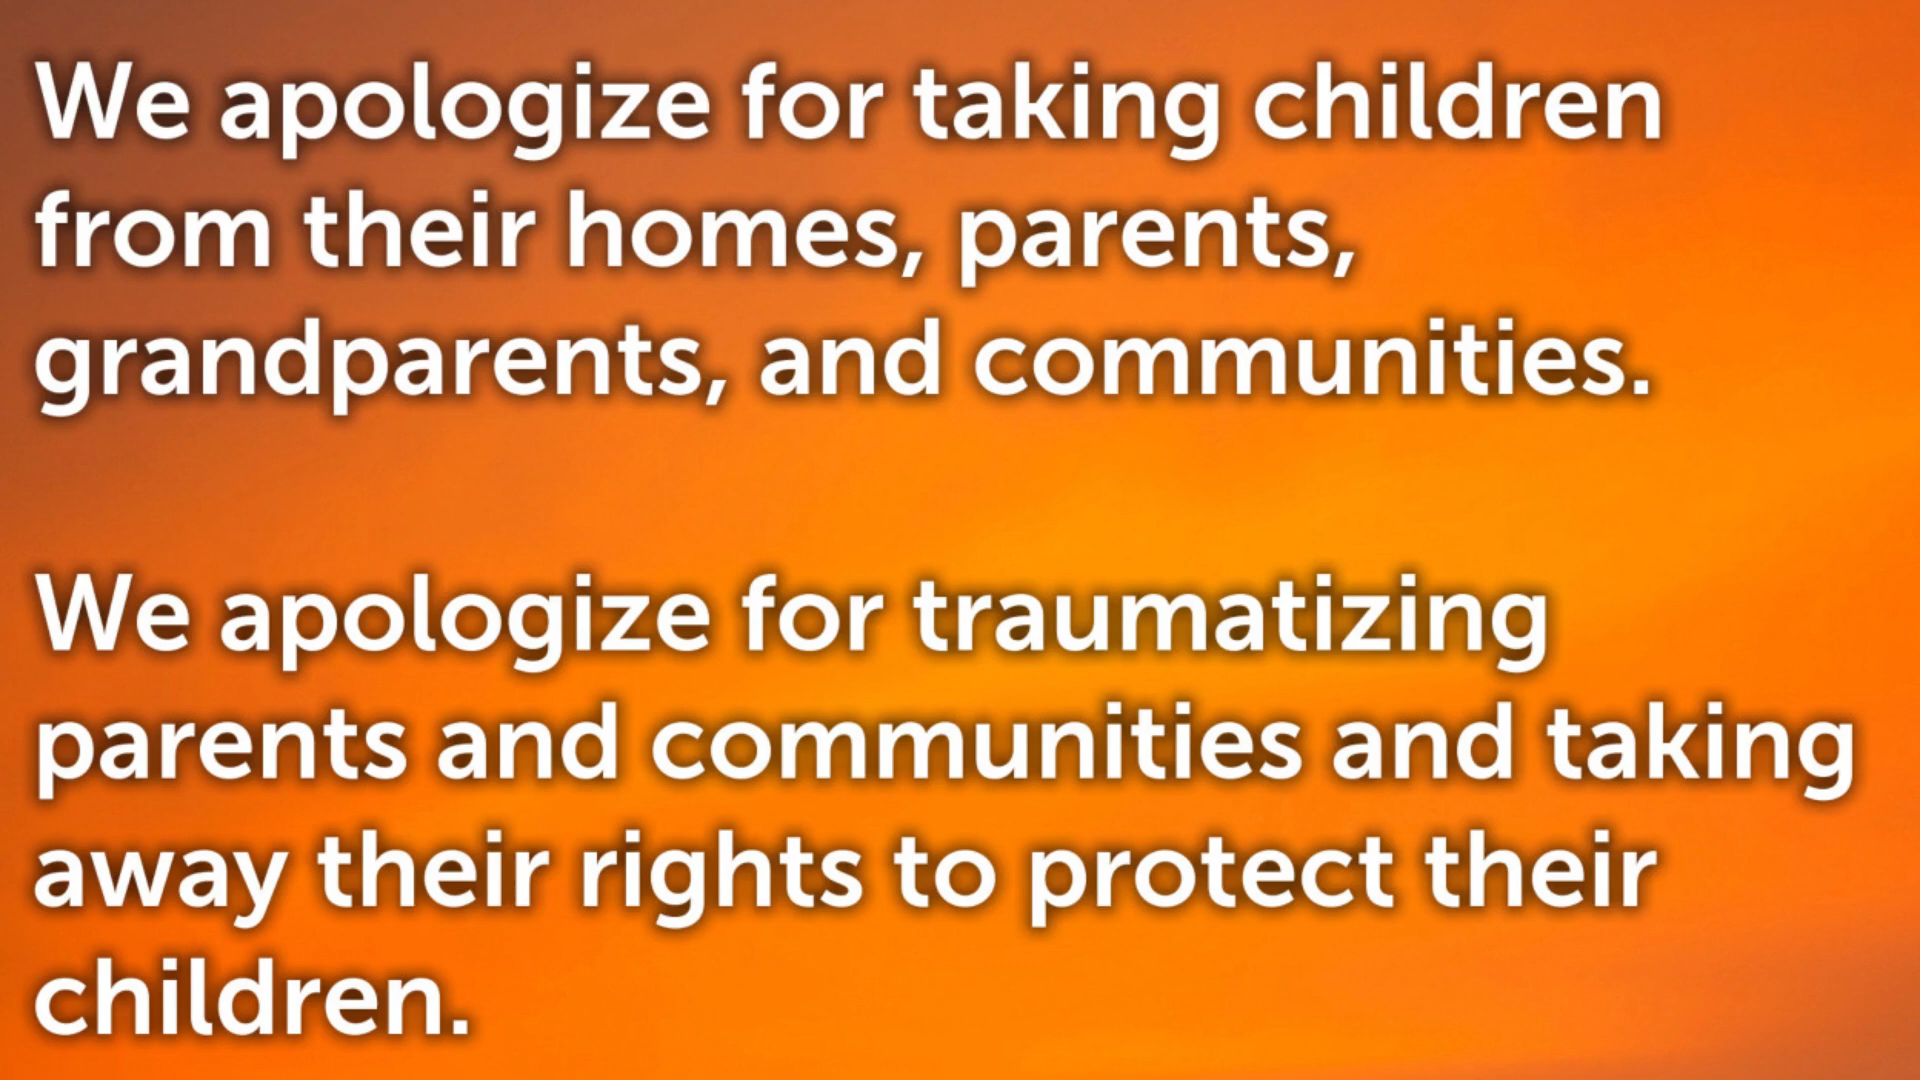 We apologize for taking children
from their homes, parents,
grandparents, and communities.
We apologize for traumatizing
parents and communities and taking
away their rights to protect their
children.